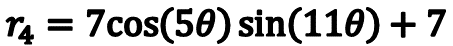 r₄ = 7cos(5θ) sin(11θ) + 7